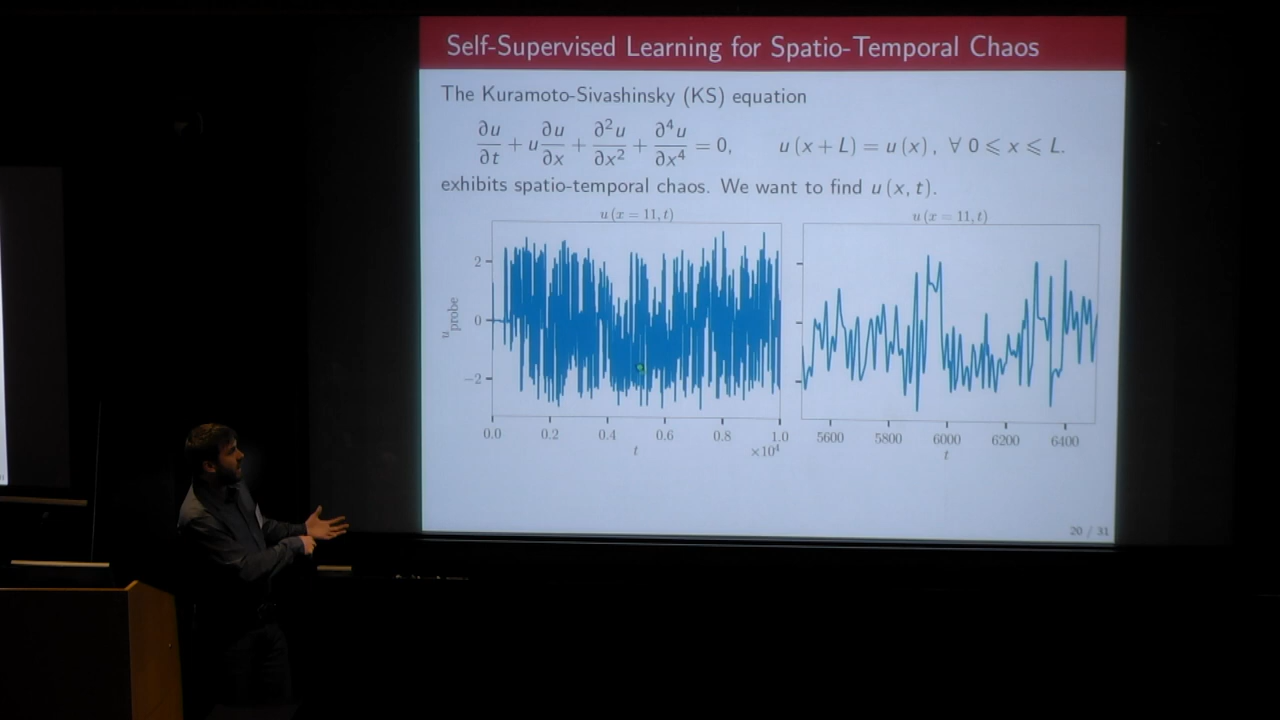 Self-Supervised Learning for Spatio-Temporal Chaos
The Kuramoto-Sivashinsky (KS) equation
∂u/∂t + u ∂u/∂x + ∂²u/∂x² + ∂⁴u/∂x⁴ = 0, u (x + L) = u (x) , ∀ 0 ⩽ x ⩽ L.
exhibits spatio-temporal chaos. We want to find u (x, t).
u (x = 11, t)
u (x = 11, t)
2
0
−2
u probe
0.0 0.2 0.4 0.6 0.8 1.0
×10⁴
t
5600 5800 6000 6200 6400
t
20 / 31